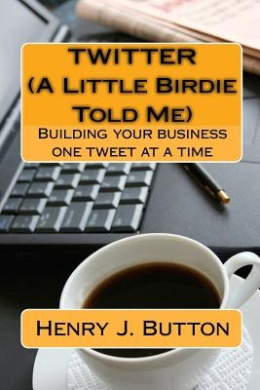 TWITTER
(A Little Birdie
Told Me)
Building your business
one tweet at a time
Henry J. Button